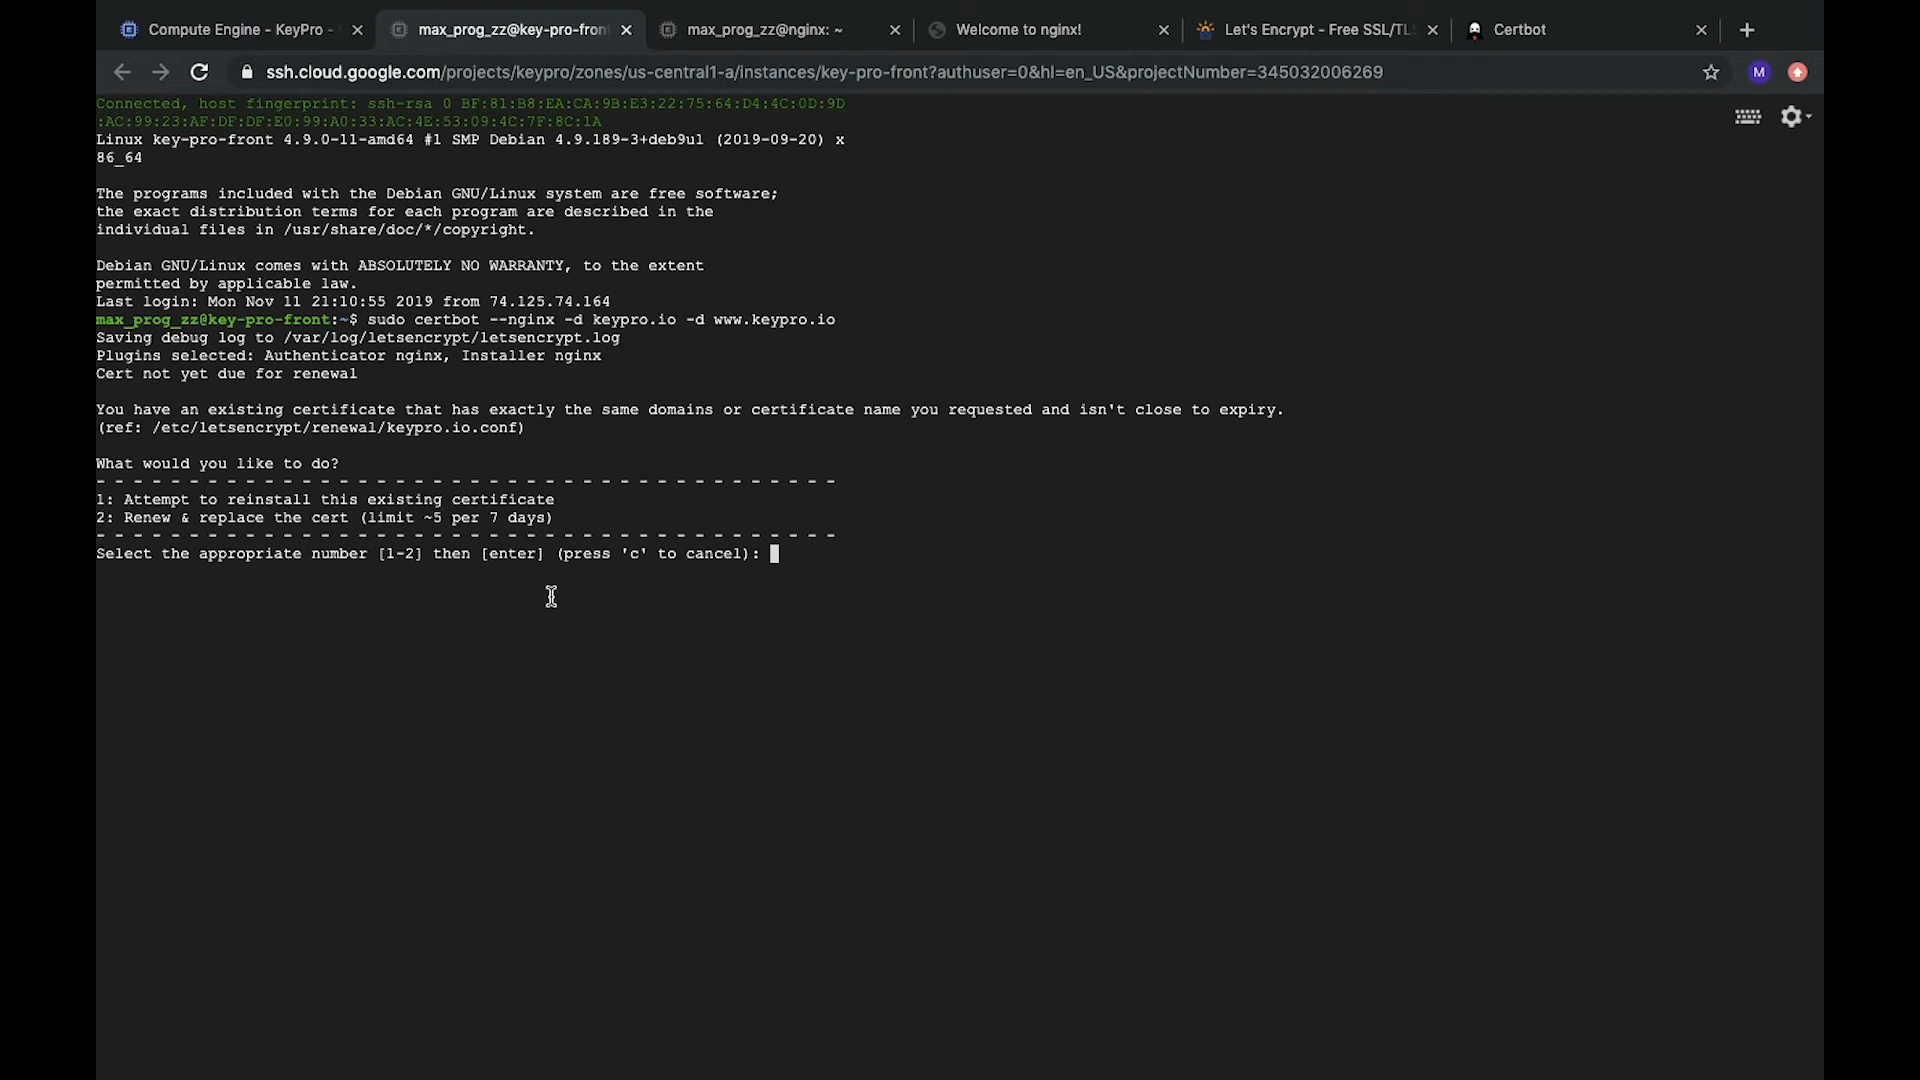 Compute Engine - KeyPro -
max_prog_zz@key-pro-front
max_prog_zz@nginx: ~
Welcome to nginx!
Let's Encrypt - Free SSL/TLS
Certbot
ssh.cloud.google.com/projects/keypro/zones/us-central1-a/instances/key-pro-front?authuser=0&hl=en_US&projectNumber=345032006269
M
Connected, host fingerprint: ssh-rsa 0 BF:81:B8:EA:CA:9B:E3:22:75:64:D4:4C:0D:9D
:AC:99:23:AF:DF:DF:E0:99:A0:33:AC:4E:53:09:4C:7F:8C:1A
Linux key-pro-front 4.9.0-11-amd64 #1 SMP Debian 4.9.189-3+deb9u1 (2019-09-20) x
86_64
The programs included with the Debian GNU/Linux system are free software;
the exact distribution terms for each program are described in the
individual files in /usr/share/doc/*/copyright.
Debian GNU/Linux comes with ABSOLUTELY NO WARRANTY, to the extent
permitted by applicable law.
Last login: Mon Nov 11 21:10:55 2019 from 74.125.74.164
max_prog_zz@key-pro-front:~$ sudo certbot --nginx -d keypro.io -d www.keypro.io
Saving debug log to /var/log/letsencrypt/letsencrypt.log
Plugins selected: Authenticator nginx, Installer nginx
Cert not yet due for renewal
You have an existing certificate that has exactly the same domains or certificate name you requested and isn't close to expiry.
(ref: /etc/letsencrypt/renewal/keypro.io.conf)
What would you like to do?
- - - - - - - - - - - - - - - - - - - - - - - - - - - - - - - - - - - - - - - -
1: Attempt to reinstall this existing certificate
2: Renew & replace the cert (limit ~5 per 7 days)
- - - - - - - - - - - - - - - - - - - - - - - - - - - - - - - - - - - - - - - -
Select the appropriate number [1-2] then [enter] (press 'c' to cancel):